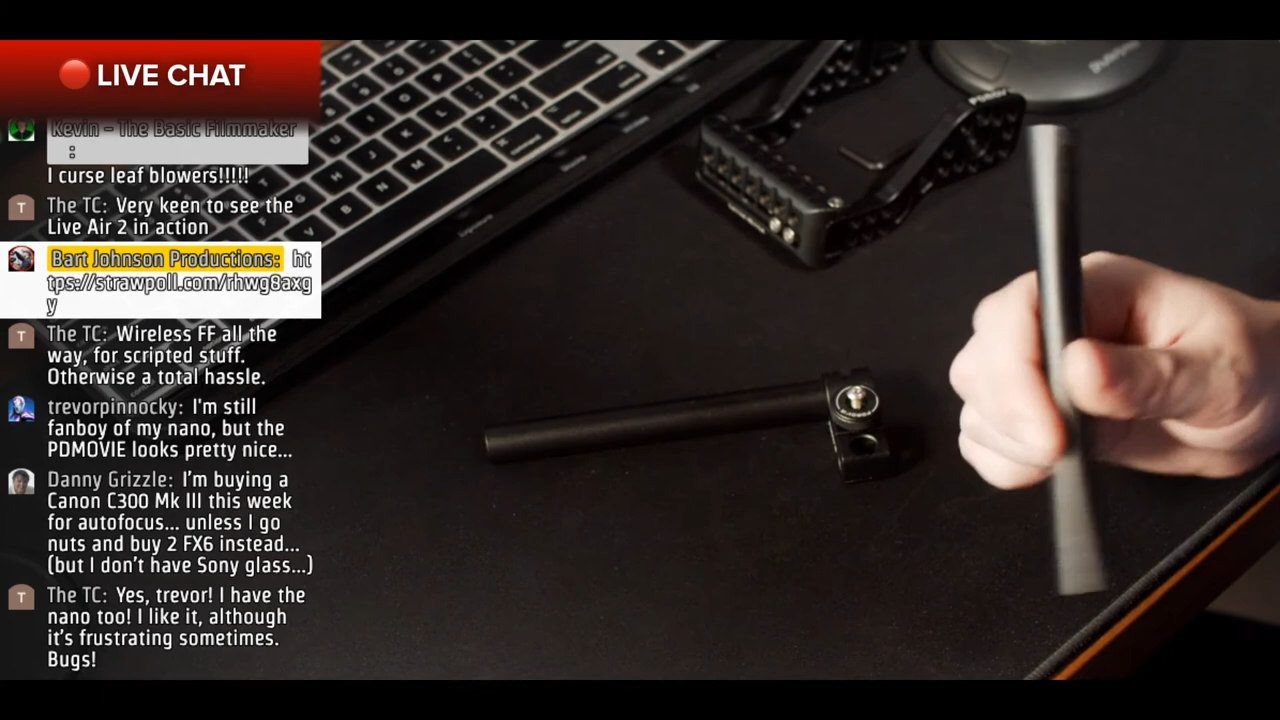 LIVE CHAT
Kevin - The Basic Filmmaker
:
I curse leaf blowers!!!!!
T The TC: Very keen to see the
Live Air 2 in action
Bart Johnson Productions: ht
tps://strawpoll.com/rhwg8axg
y
T The TC: Wireless FF all the
way, for scripted stuff.
Otherwise a total hassle.
trevorpinnocky: I'm still
fanboy of my nano, but the
PDMOVIE looks pretty nice...
Danny Grizzle: I’m buying a
Canon C300 Mk III this week
for autofocus... unless I go
nuts and buy 2 FX6 instead...
(but I don’t have Sony glass...)
T The TC: Yes, trevor! I have the
nano too! I like it, although
it’s frustrating sometimes.
Bugs!